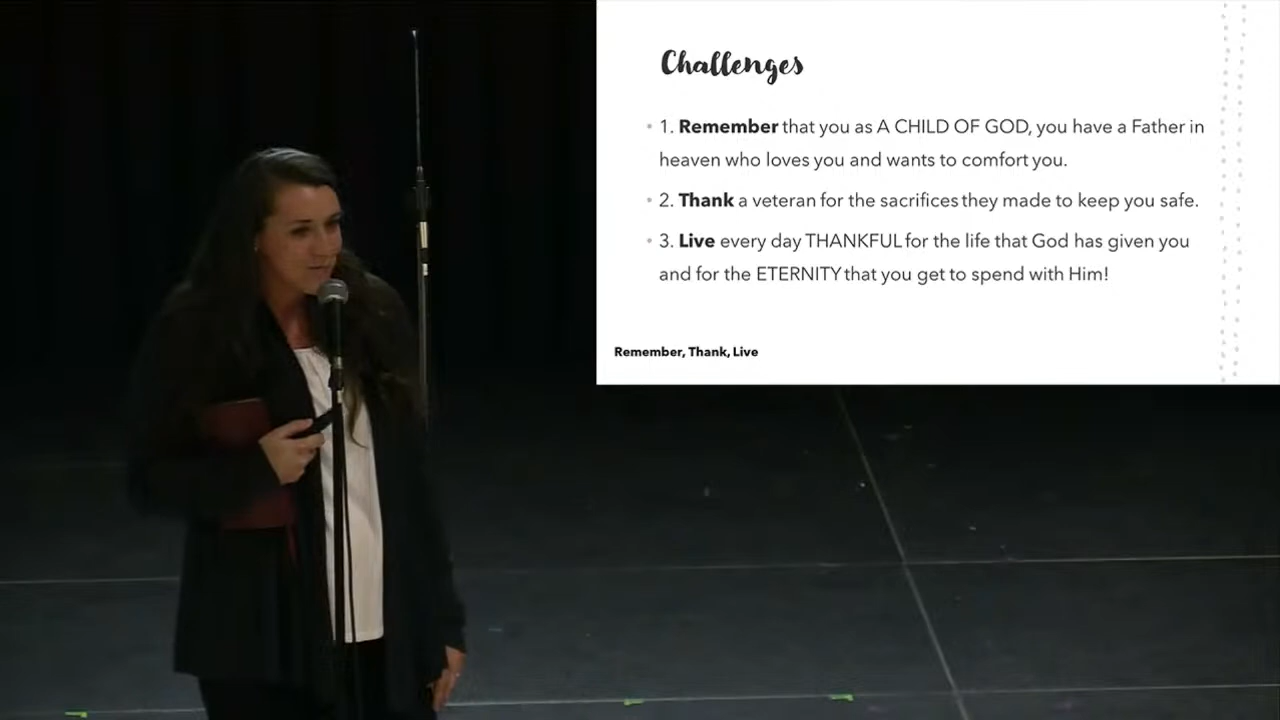 Challenges
• 1. Remember that you as A CHILD OF GOD, you have a Father in
heaven who loves you and wants to comfort you.
• 2. Thank a veteran for the sacrifices they made to keep you safe.
• 3. Live every day THANKFUL for the life that God has given you
and for the ETERNITY that you get to spend with Him!
Remember, Thank, Live